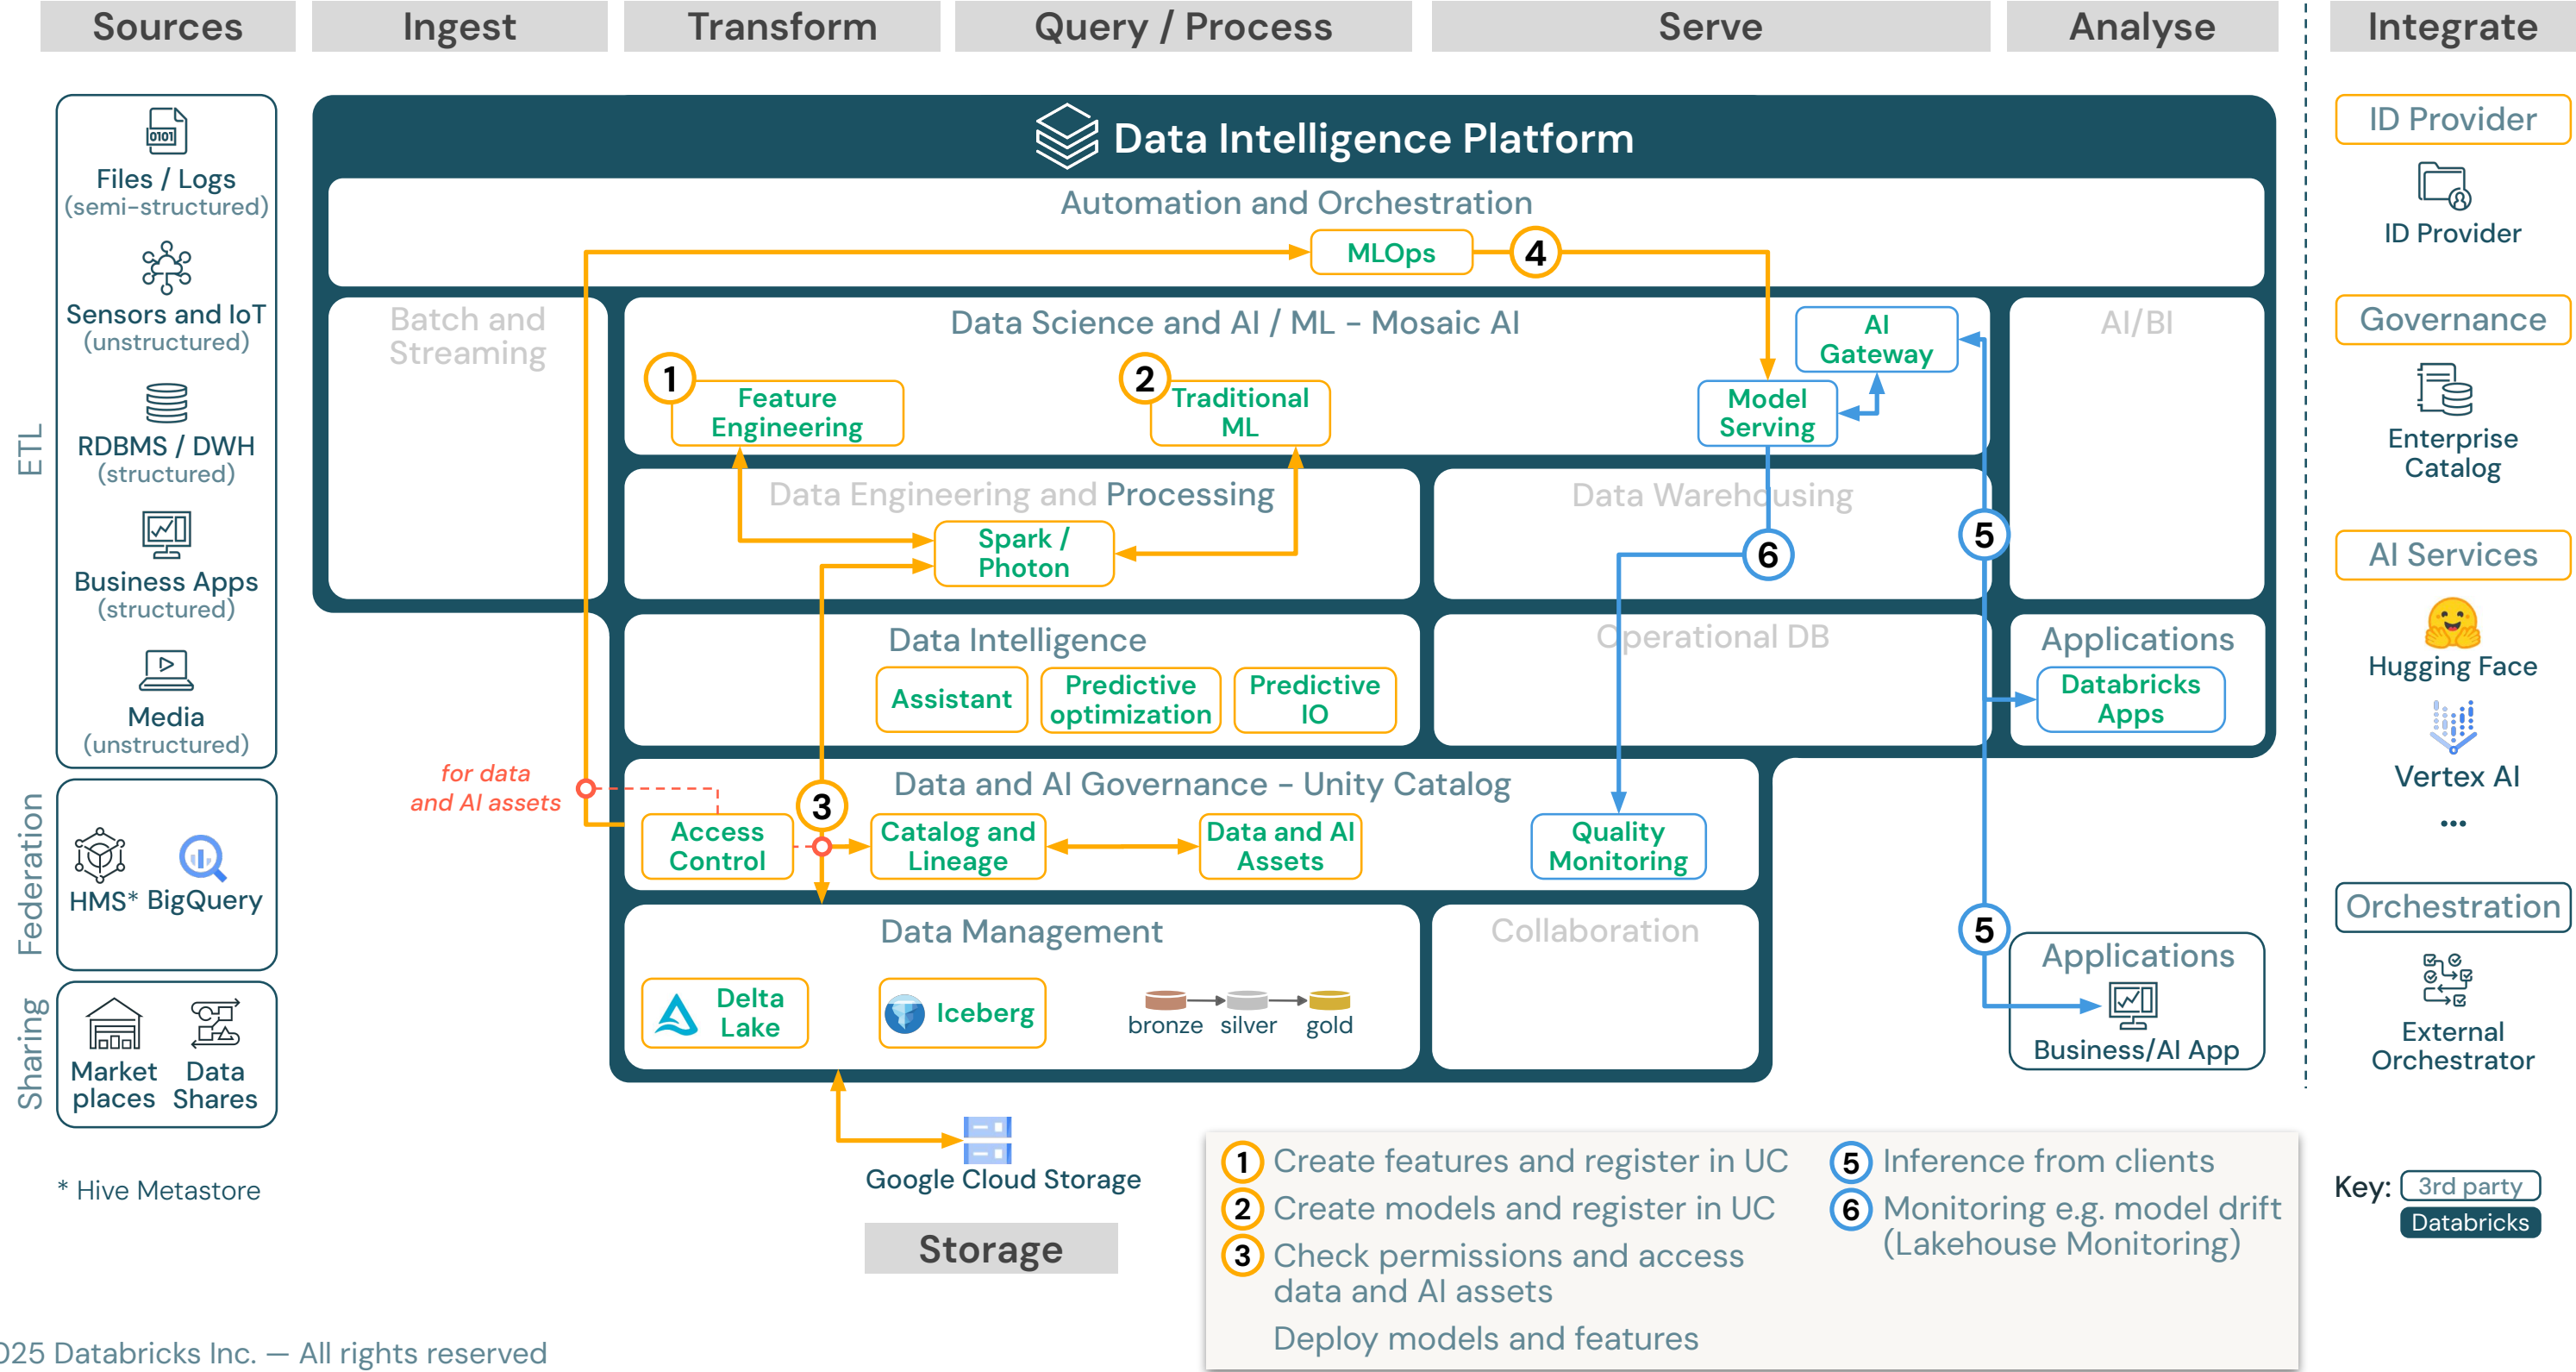 Sources
Ingest
Transform
Query / Process
Serve
Analyse
Integrate
ETL
0101
Files / Logs
(semi-structured)
Sensors and IoT
(unstructured)
RDBMS / DWH
(structured)
Business Apps
(structured)
Media
(unstructured)
Federation
HMS*
BigQuery
Sharing
Market
places
Data
Shares
* Hive Metastore
Data Intelligence Platform
Automation and Orchestration
MLOps
4
Batch and
Streaming
Data Science and AI / ML - Mosaic AI
1
Feature
Engineering
2
Traditional
ML
Model
Serving
AI
Gateway
AI/BI
Data Engineering and Processing
Spark /
Photon
Data Warehousing
6
5
Data Intelligence
Assistant
Predictive
optimization
Predictive
IO
Operational DB
Applications
Databricks
Apps
for data
and AI assets
Data and AI Governance - Unity Catalog
3
Access
Control
Catalog and
Lineage
Data and AI
Assets
Quality
Monitoring
Data Management
Delta
Lake
Iceberg
bronze
silver
gold
Collaboration
5
Applications
Business/AI App
Google Cloud Storage
Storage
ID Provider
ID Provider
Governance
Enterprise
Catalog
AI Services
Hugging Face
Vertex AI
...
Orchestration
External
Orchestrator
1 Create features and register in UC
2 Create models and register in UC
3 Check permissions and access
data and AI assets
Deploy models and features
5 Inference from clients
6 Monitoring e.g. model drift
(Lakehouse Monitoring)
Key:
3rd party
Databricks
025 Databricks Inc. — All rights reserved